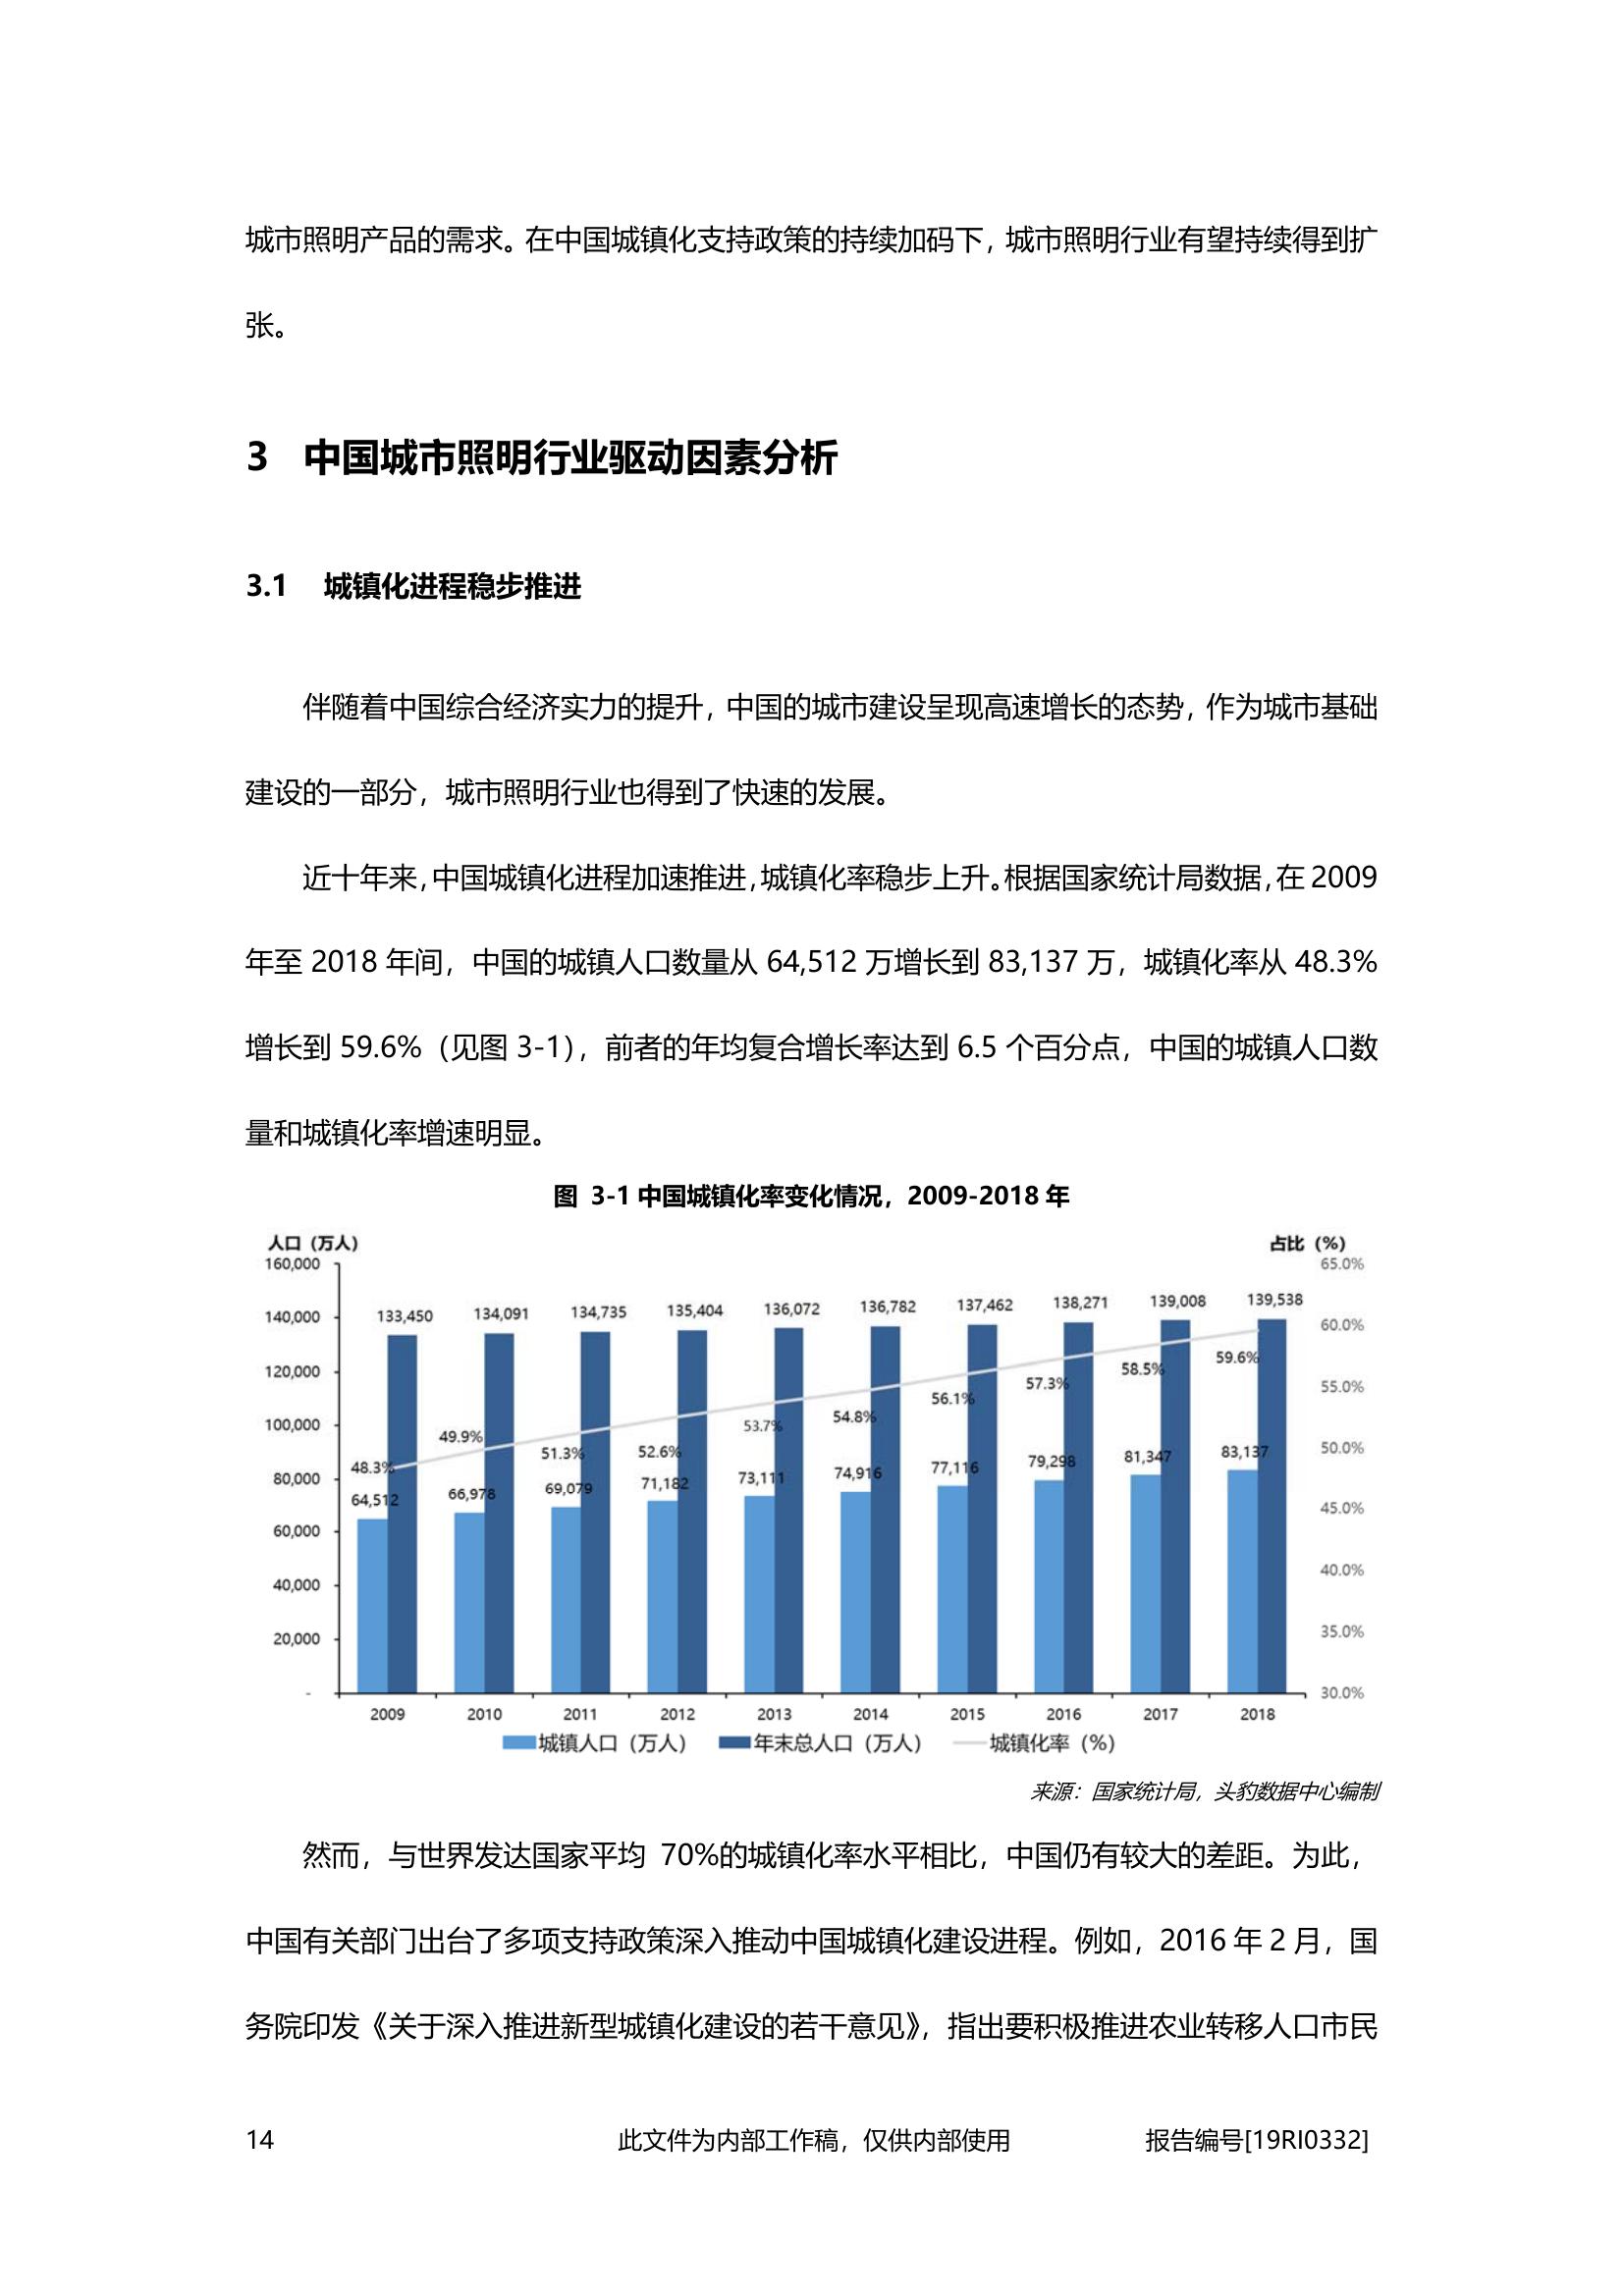 城市照明产品的需求。在中国城镇化支持政策的持续加码下，城市照明行业有望持续得到扩
张。
3 中国城市照明行业驱动因素分析
3.1 城镇化进程稳步推进
伴随着中国综合经济实力的提升，中国的城市建设呈现高速增长的态势，作为城市基础
建设的一部分，城市照明行业也得到了快速的发展。
近十年来，中国城镇化进程加速推进，城镇化率稳步上升。根据国家统计局数据，在 2009
年至 2018 年间，中国的城镇人口数量从 64,512 万增长到 83,137 万，城镇化率从 48.3%
增长到 59.6%（见图 3-1），前者的年均复合增长率达到 6.5 个百分点，中国的城镇人口数
量和城镇化率增速明显。
图 3-1 中国城镇化率变化情况，2009-2018 年
人口（万人） 占比（%）
160,000 65.0%
133,450 134,091 134,735 135,404 136,072 136,782 137,462 138,271 139,008 139,538
140,000 60.0%
120,000 55.0%
100,000 50.0%
48.3% 49.9% 51.3% 52.6% 53.7% 54.8% 56.1% 57.3% 58.5% 59.6%
80,000 45.0%
64,512 66,978 69,079 71,182 73,111 74,916 77,116 79,298 81,347 83,137
60,000
40,000 40.0%
20,000 35.0%
- 30.0%
2009 2010 2011 2012 2013 2014 2015 2016 2017 2018
城镇人口（万人） 年末总人口（万人） 城镇化率（%）
来源：国家统计局，头豹数据中心编制
然而，与世界发达国家平均 70%的城镇化率水平相比，中国仍有较大的差距。为此，
中国有关部门出台了多项支持政策深入推动中国城镇化建设进程。例如，2016 年 2 月，国
务院印发《关于深入推进新型城镇化建设的若干意见》，指出要积极推进农业转移人口市民
14 此文件为内部工作稿，仅供内部使用 报告编号[19RI0332]